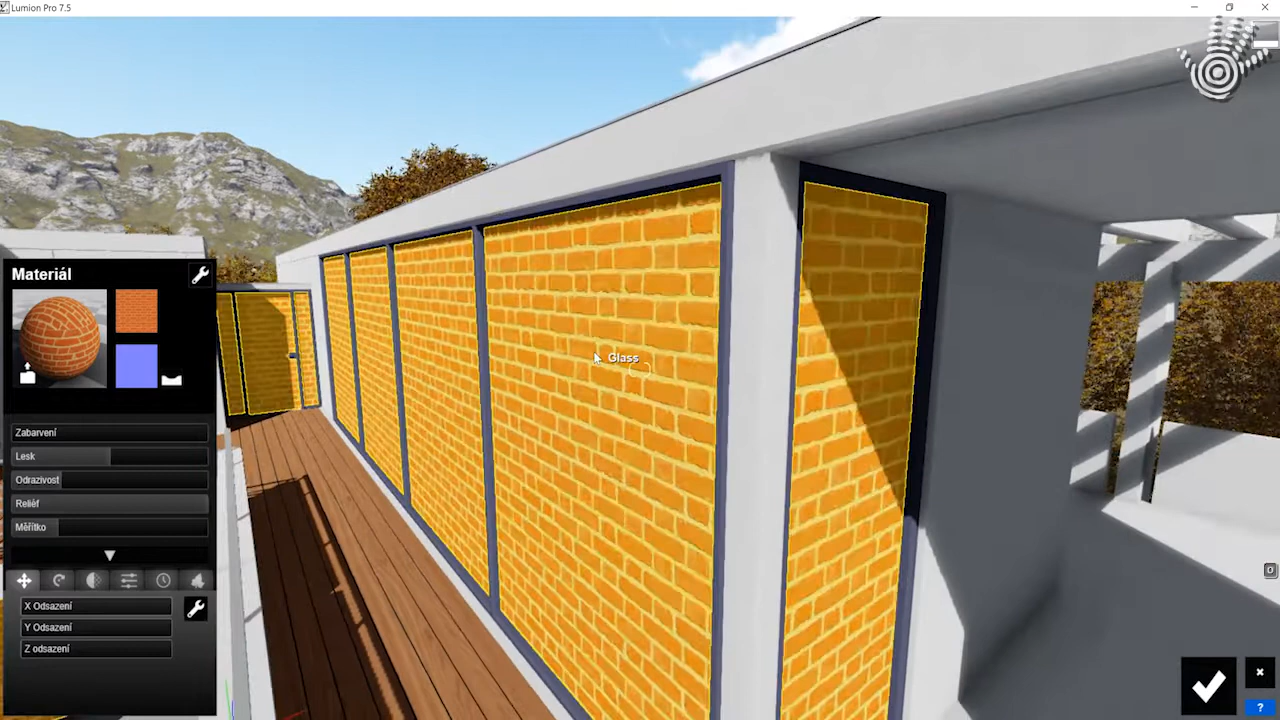 Lumion Pro 7.5
Materiál
Glass
Zabarvení
Lesk
Odrazivost
Reliéf
Měřítko
X Odsazení
Y Odsazení
Z odsazení
O
?